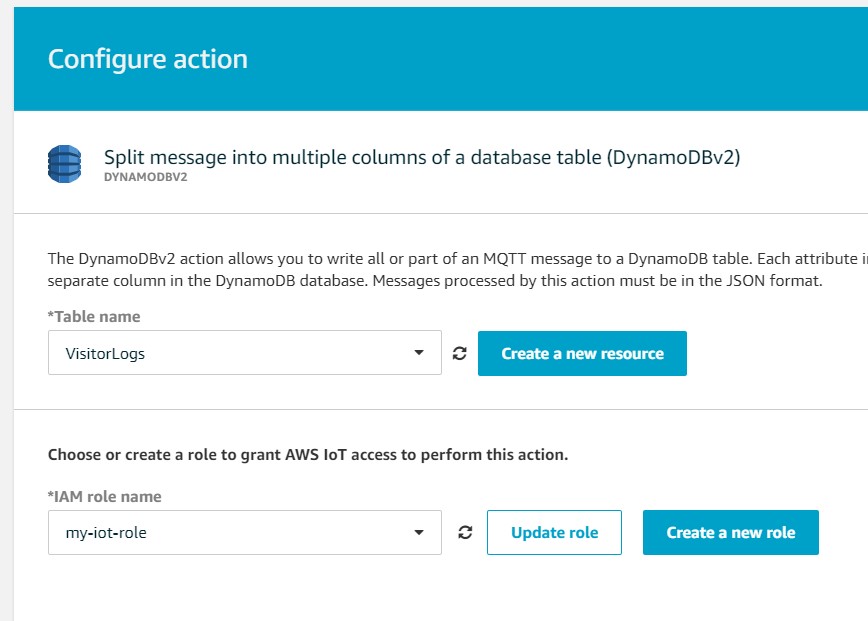 Configure action
Split message into multiple columns of a database table (DynamoDBv2)
DYNAMODBV2
The DynamoDBv2 action allows you to write all or part of an MQTT message to a DynamoDB table. Each attribute
separate column in the DynamoDB database. Messages processed by this action must be in the JSON format.
*Table name
VisitorLogs
Create a new resource
Choose or create a role to grant AWS IoT access to perform this action.
*IAM role name
my-iot-role
Update role
Create a new role